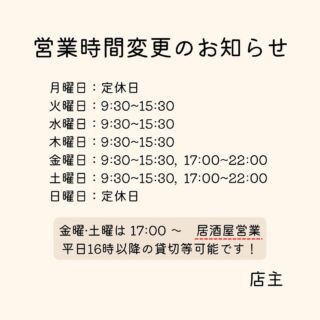 営業時間変更のお知らせ
月曜日：定休日
火曜日：9:30~15:30
水曜日：9:30~15:30
木曜日：9:30~15:30
金曜日：9:30~15:30, 17:00~22:00
土曜日：9:30~15:30, 17:00~22:00
日曜日：定休日
金曜·土曜は 17:00 〜　居酒屋営業
平日16時以降の貸切等可能です！
店主